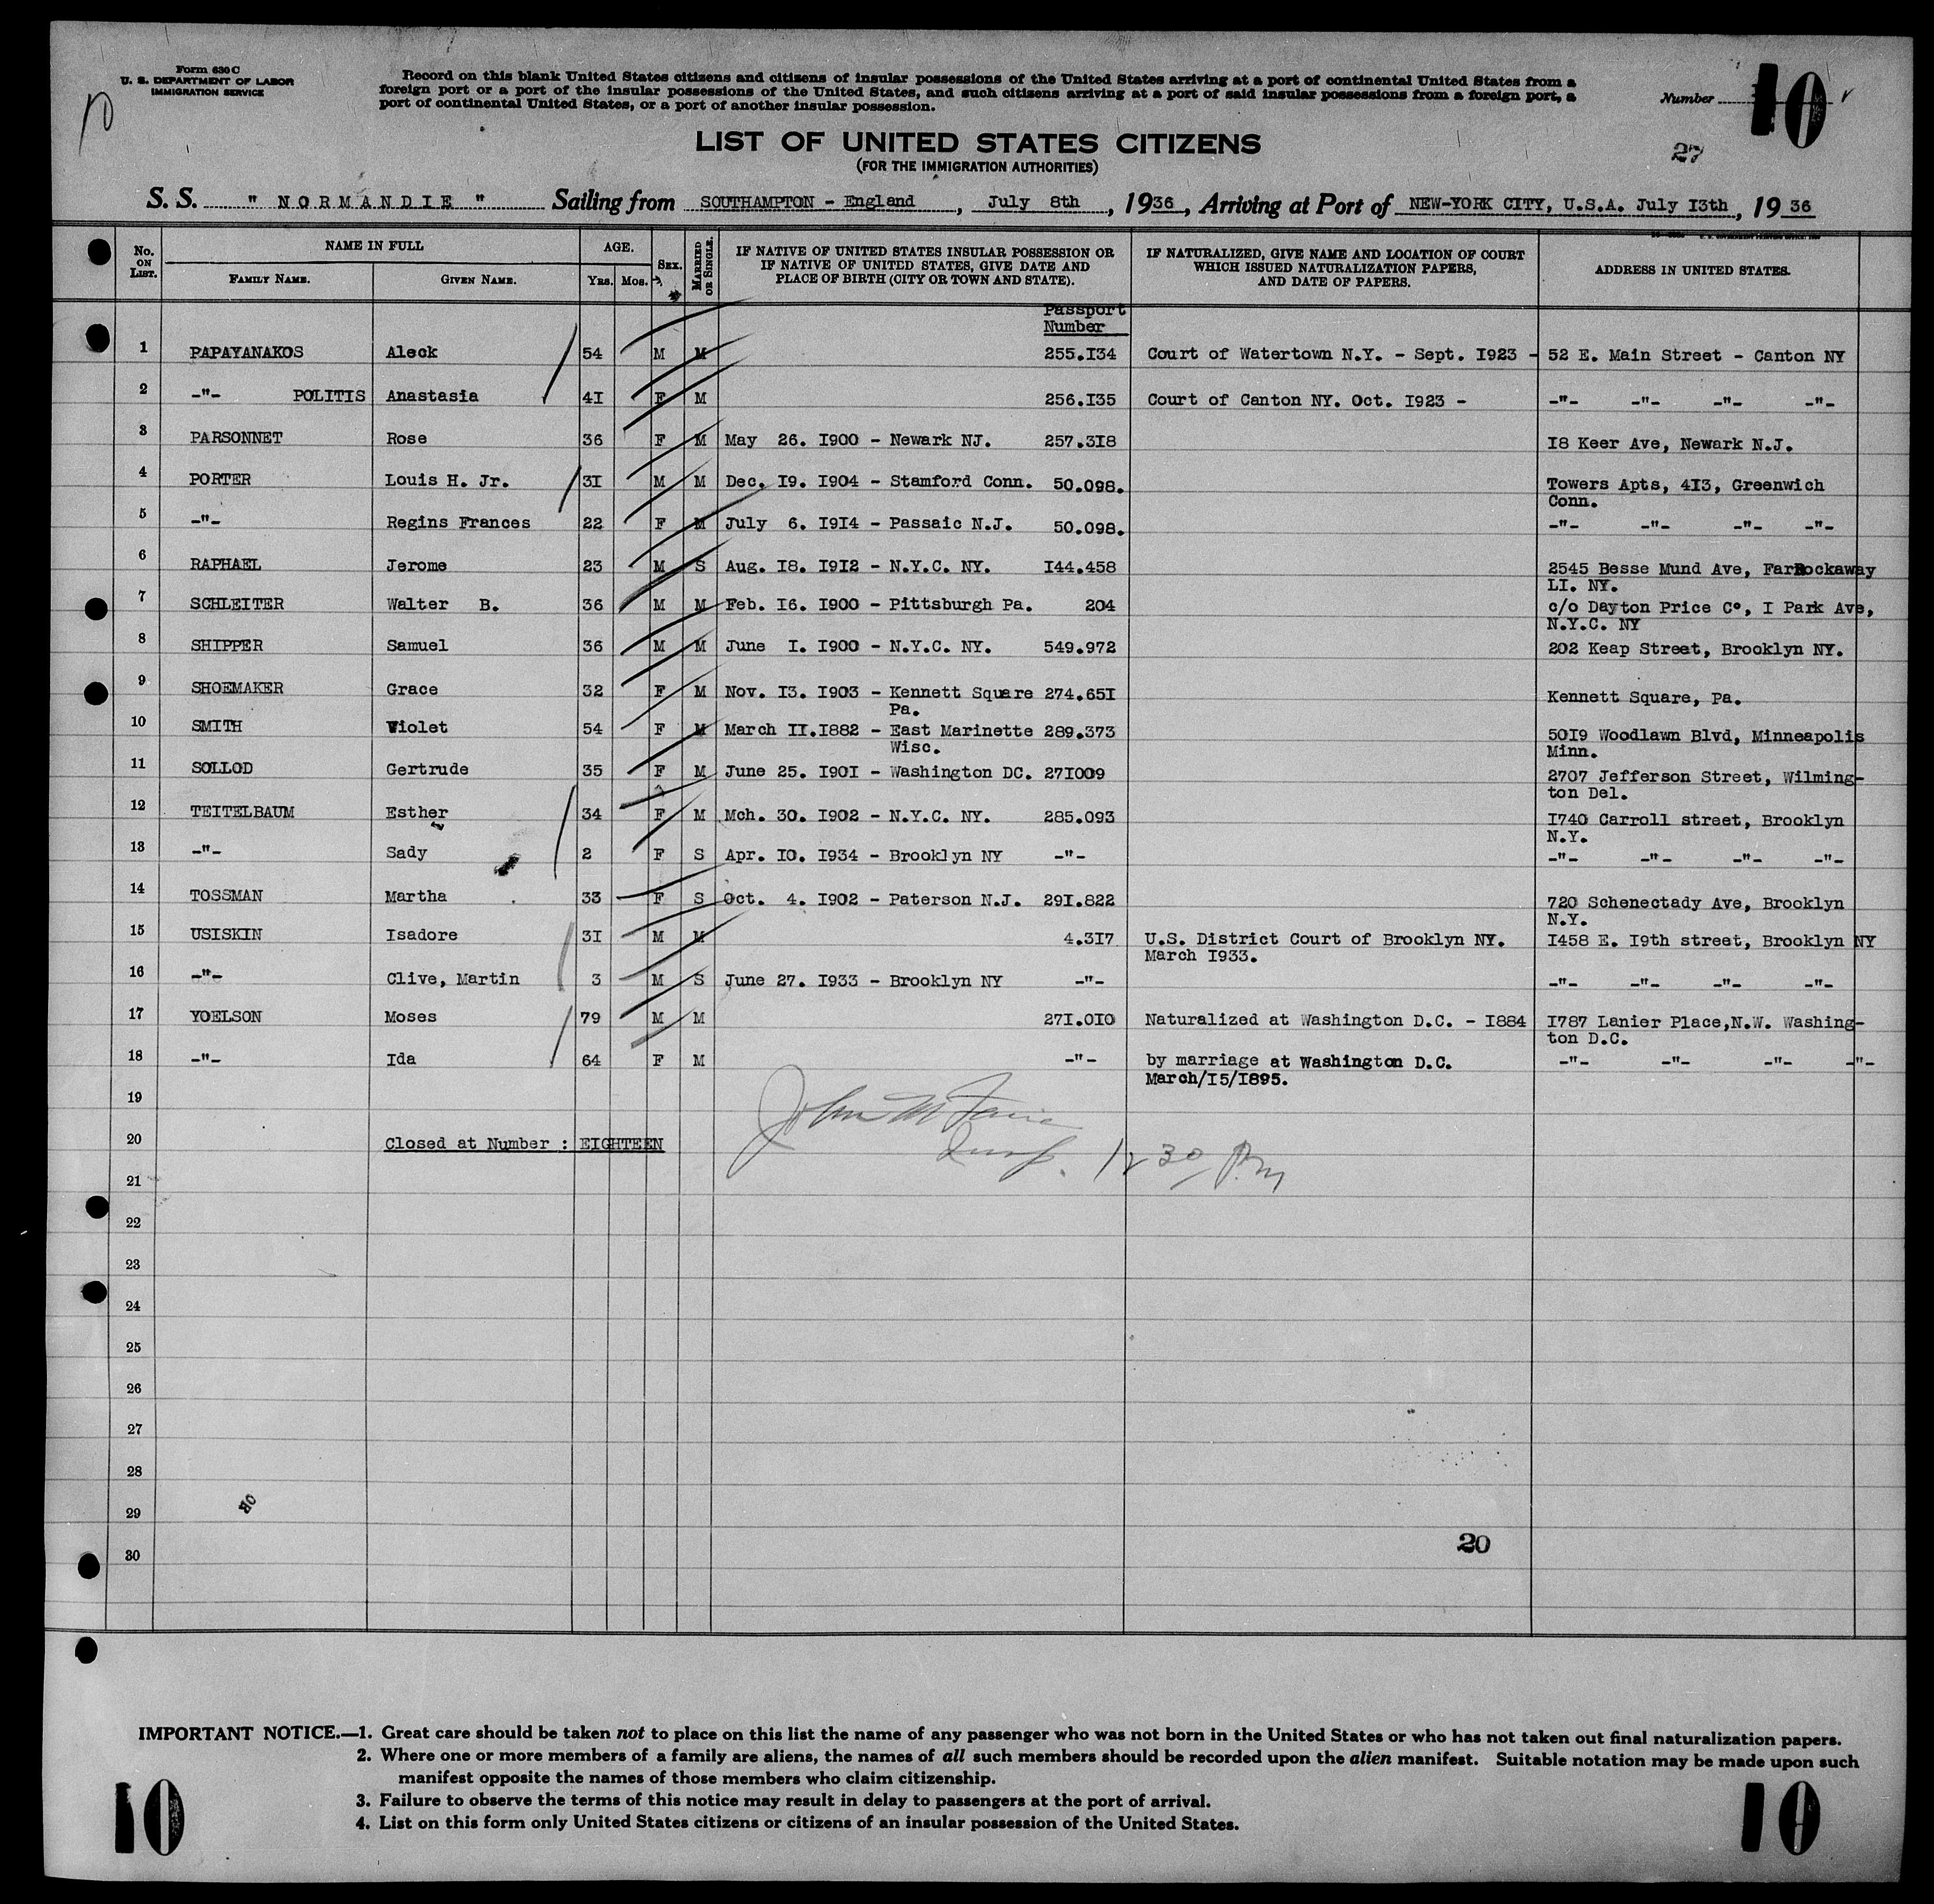 Form 630 C
U. S. DEPARTMENT OF LABOR
IMMIGRATION SERVICE
Record on this blank United States citizens and citizens of insular possessions of the United States arriving at a port of continental United States from a
foreign port or a port of the insular possessions of the United States, and such citizens arriving at a port of said insular possessions from a foreign port, a
port of continental United States, or a port of another insular possession.
Number 10
27
LIST OF UNITED STATES CITIZENS
(FOR THE IMMIGRATION AUTHORITIES)
S. S. " NORMANDIE " Sailing from SOUTHAMPTON - England, July 8th, 1936, Arriving at Port of NEW-YORK CITY, U.S.A. July I3th, 19 36
No. ON LIST. NAME IN FULL FAMILY NAME. GIVEN NAME. AGE. YRS. MOS. SEX. MARRIED OR SINGLE. IF NATIVE OF UNITED STATES INSULAR POSSESSION OR IF NATIVE OF UNITED STATES, GIVE DATE AND PLACE OF BIRTH (CITY OR TOWN AND STATE). IF NATURALIZED, GIVE NAME AND LOCATION OF COURT WHICH ISSUED NATURALIZATION PAPERS, AND DATE OF PAPERS. ADDRESS IN UNITED STATES.
Passport
Number
1 PAPAYANAKOS Aleck 54 M M 255.I34 Court of Watertown N.Y. - Sept. I923 - 52 E. Main Street - Canton NY
2 -"- POLITIS Anastasia 4I F M 256.I35 Court of Canton NY. Oct. I923 - -"- -"- -"- -"-
3 PARSONNET Rose 36 F M May 26. I900 - Newark NJ. 257.3I8 I8 Keer Ave, Newark N.J.
4 PORTER Louis H. Jr. 3I M M Dec. I9. I904 - Stamford Conn. 50.098. Towers Apts, 4I3, Greenwich
Conn.
5 -"- Regins Frances 22 F M July 6. I9I4 - Passaic N.J. 50.098. -"- -"- -"- -"-
6 RAPHAEL Jerome 23 M S Aug. I8. I9I2 - N.Y.C. NY. I44.458 2545 Besse Mund Ave, Far Rockaway
LI. NY.
7 SCHLEITER Walter B. 36 M M Feb. I6. I900 - Pittsburgh Pa. 204 c/o Dayton Price C°, I Park Ave,
N.Y.C. NY
8 SHIPPER Samuel 36 M M June I. I900 - N.Y.C. NY. 549.972 202 Keap Street, Brooklyn NY.
9 SHOEMAKER Grace 32 F M Nov. I3. I903 - Kennett Square 274.65I Kennett Square, Pa.
Pa.
10 SMITH Violet 54 F M March II.I882 - East Marinette 289.373 50I9 Woodlawn Blvd, Minneapolis
Wisc. Minn.
11 SOLLOD Gertrude 35 F M June 25. I90I - Washington DC. 27I009 2707 Jefferson Street, Wilming-
ton Del.
12 TEITELBAUM Esther 34 F M Mch. 30. I902 - N.Y.C. NY. 285.093 I740 Carroll street, Brooklyn
N.Y.
13 -"- Sady 2 F S Apr. I0. I934 - Brooklyn NY -"- -"- -"- -"- -"-
14 TOSSMAN Martha 33 F S Oct. 4. I902 - Paterson N.J. 29I.822 720 Schenectady Ave, Brooklyn
N.Y.
15 USISKIN Isadore 3I M M 4.3I7 U.S. District Court of Brooklyn NY. I458 E. I9th street, Brooklyn NY
March I933.
16 -"- Clive, Martin 3 M S June 27. I933 - Brooklyn NY -"- -"- -"- -"- -"-
17 YOELSON Moses 79 M M 27I.0I0 Naturalized at Washington D.C. - I884 I787 Lanier Place,N.W. Washing-
ton D.C.
18 -"- Ida 64 F M -"- by marriage at Washington D.C. -"- -"- -"- -"-
March/I5/I895.
19
20 Closed at Number : EIGHTEEN
12 30 P.M
21
22
23
24
25
26
27
28
29
20
30
IMPORTANT NOTICE.—1. Great care should be taken not to place on this list the name of any passenger who was not born in the United States or who has not taken out final naturalization papers.
2. Where one or more members of a family are aliens, the names of all such members should be recorded upon the alien manifest. Suitable notation may be made upon such
manifest opposite the names of those members who claim citizenship.
3. Failure to observe the terms of this notice may result in delay to passengers at the port of arrival.
4. List on this form only United States citizens or citizens of an insular possession of the United States.
10 10